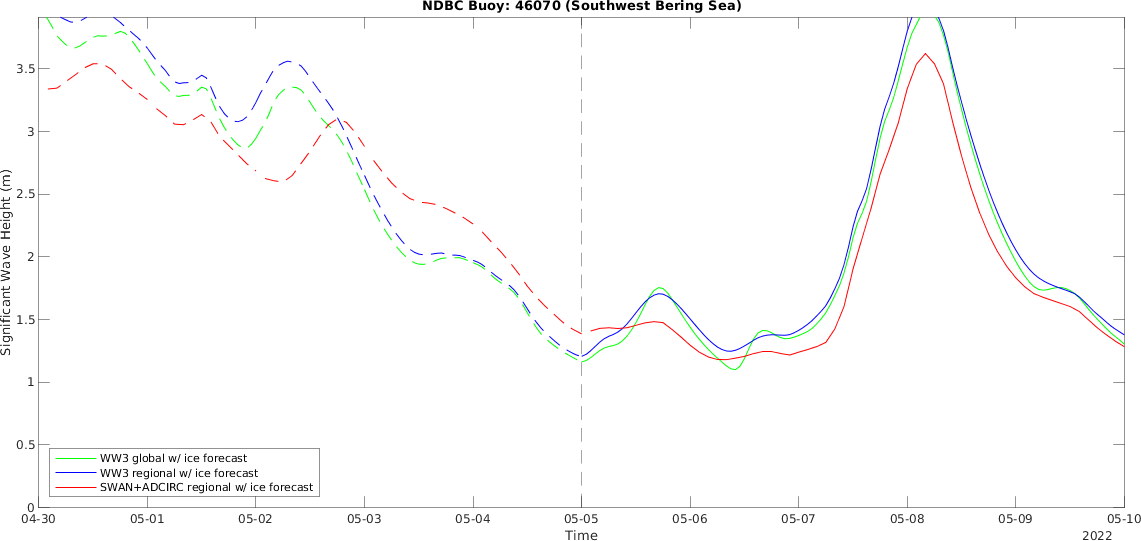 NDBC Buoy: 46070 (Southwest Bering Sea)
Significant Wave Height (m)
3.5
3
2.5
2
1.5
1
0.5
0
WW3 global w/ ice forecast
WW3 regional w/ ice forecast
SWAN+ADCIRC regional w/ ice forecast
04-30 05-01 05-02 05-03 05-04 05-05 05-06 05-07 05-08 05-09 05-10
Time 2022